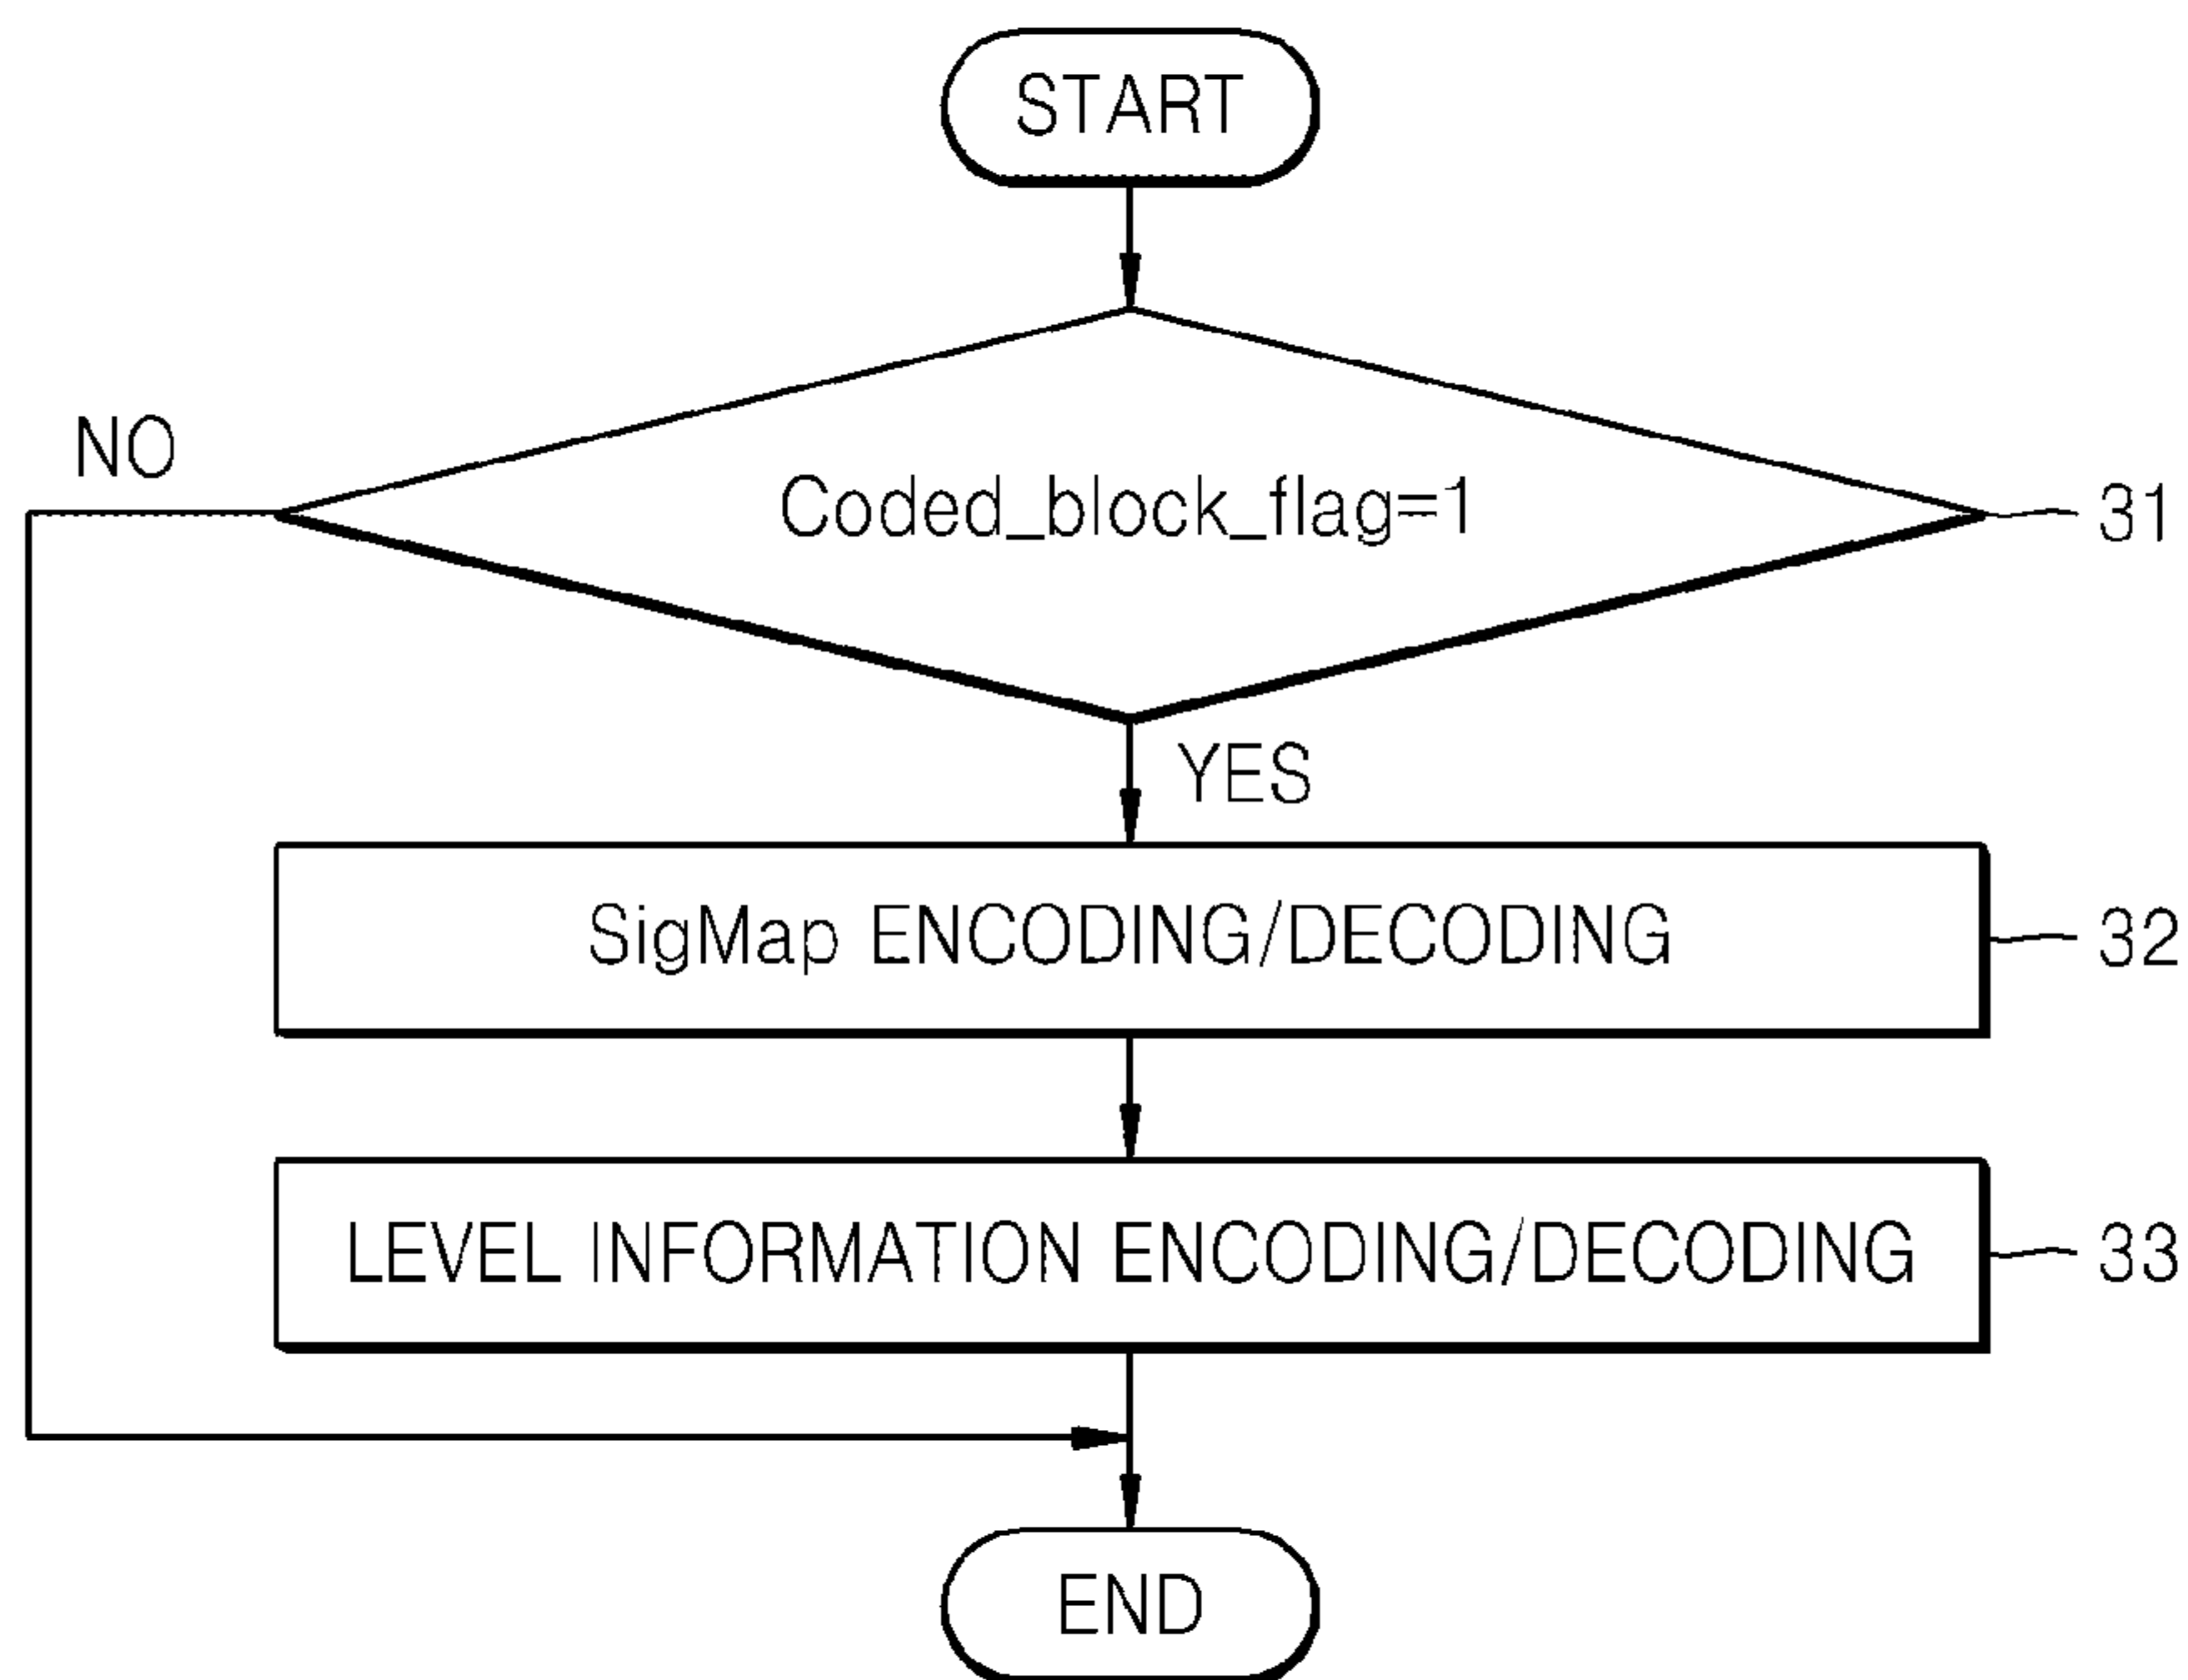 START
NO
Coded_block_flag=1
31
YES
SigMap ENCODING/DECODING
32
LEVEL INFORMATION ENCODING/DECODING
33
END